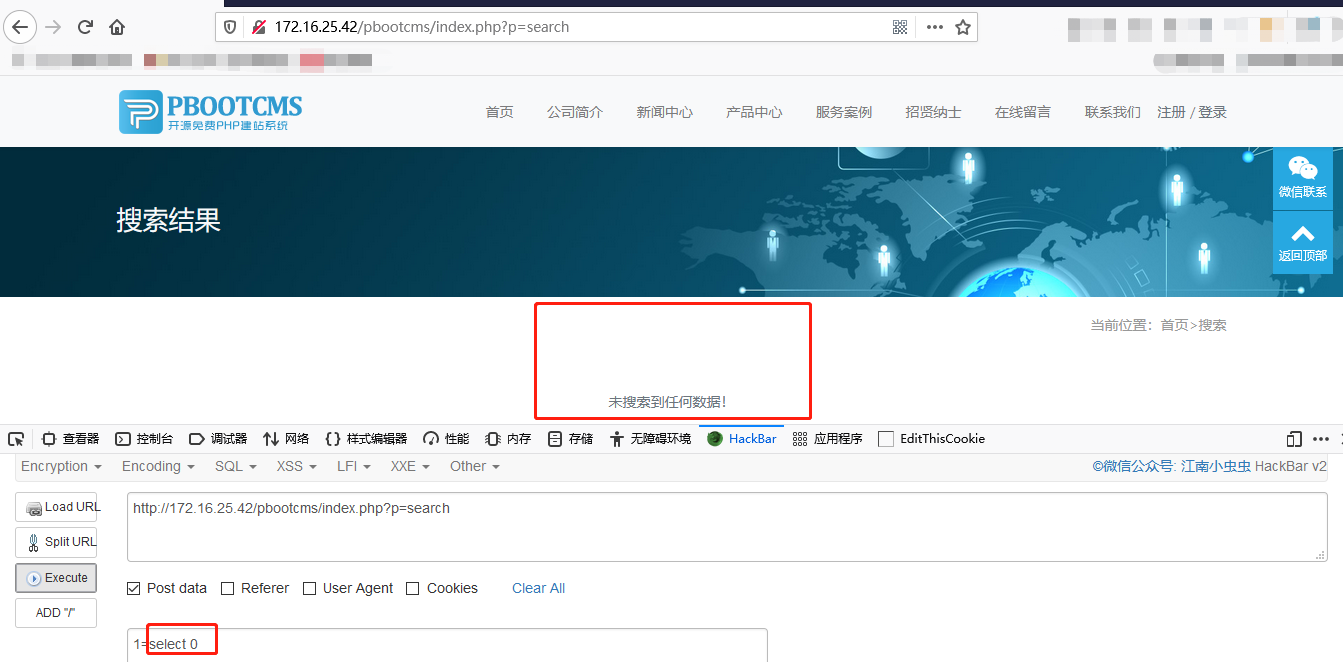 172.16.25.42/pbootcms/index.php?p=search
PBOOTCMS
开源免费PHP建站系统
首页 公司简介 新闻中心 产品中心 服务案例 招贤纳士 在线留言 联系我们 注册 / 登录
微信联系
搜索结果
返回顶部
当前位置：首页>搜索
未搜索到任何数据！
查看器 控制台 调试器 网络 样式编辑器 性能 内存 存储 无障碍环境 HackBar 应用程序 EditThisCookie
Encryption Encoding SQL XSS LFI XXE Other ©微信公众号: 江南小虫虫 HackBar v2
Load URL http://172.16.25.42/pbootcms/index.php?p=search
Split URL
Execute Post data Referer User Agent Cookies Clear All
ADD "/"
1=select 0